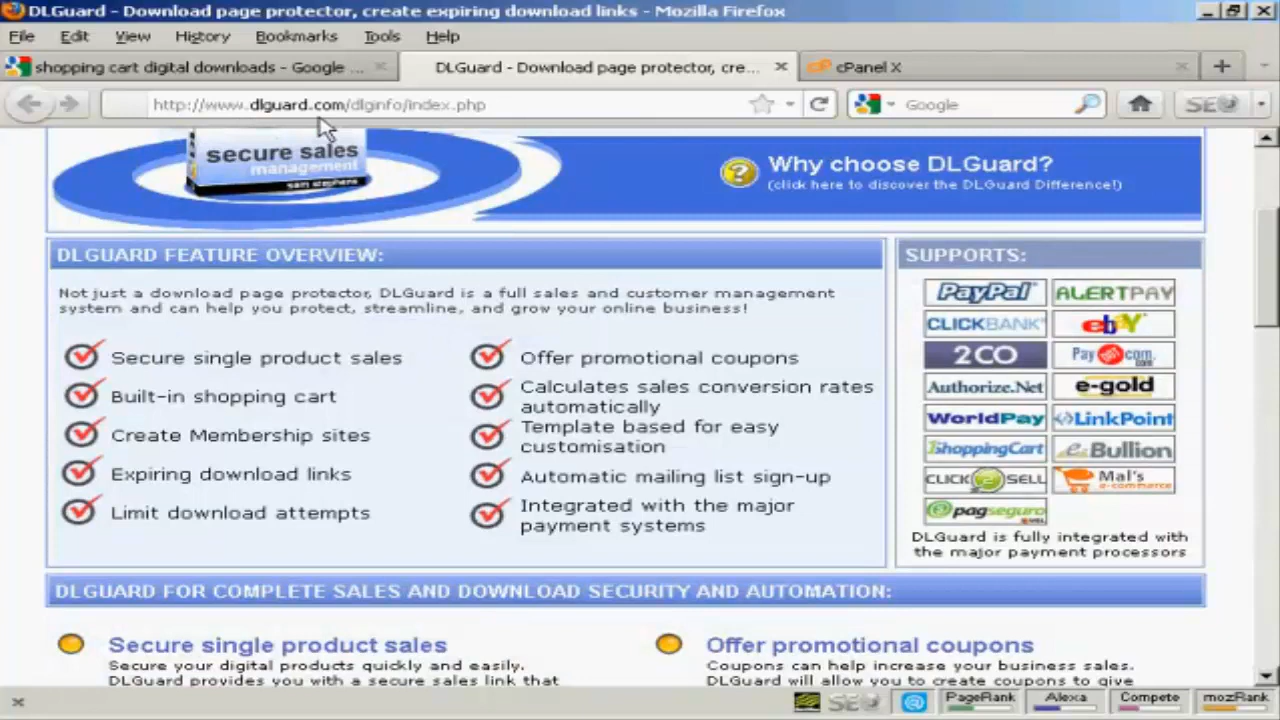 DLGuard - Download page protector, create expiring download links - Mozilla Firefox
File Edit View History Bookmarks Tools Help
shopping cart digital downloads - Google ...
DLGuard - Download page protector, cre...
cPanel X
http://www.dlguard.com/dlginfo/index.php
Google
SEO
secure sales
management
sam stephens
Why choose DLGuard?
(click here to discover the DLGuard Difference!)
DLGUARD FEATURE OVERVIEW:
Not just a download page protector, DLGuard is a full sales and customer management
system and can help you protect, streamline, and grow your online business!
Secure single product sales
Built-in shopping cart
Create Membership sites
Expiring download links
Limit download attempts
Offer promotional coupons
Calculates sales conversion rates
automatically
Template based for easy
customisation
Automatic mailing list sign-up
Integrated with the major
payment systems
SUPPORTS:
PayPal ALERTPAY
CLICKBANK ebY
2CO Pay .com
Authorize.Net e-gold
WorldPay LinkPoint
1ShoppingCart eBullion
CLICK2SELL Mal's
e-commerce
pagseguro
DLGuard is fully integrated with
the major payment processors
DLGUARD FOR COMPLETE SALES AND DOWNLOAD SECURITY AND AUTOMATION:
Secure single product sales
Secure your digital products quickly and easily.
DLGuard provides you with a secure sales link that
Offer promotional coupons
Coupons can help increase your business sales.
DLGuard will allow you to create coupons to give
SEO
PageRank Alexa Compete mozRank